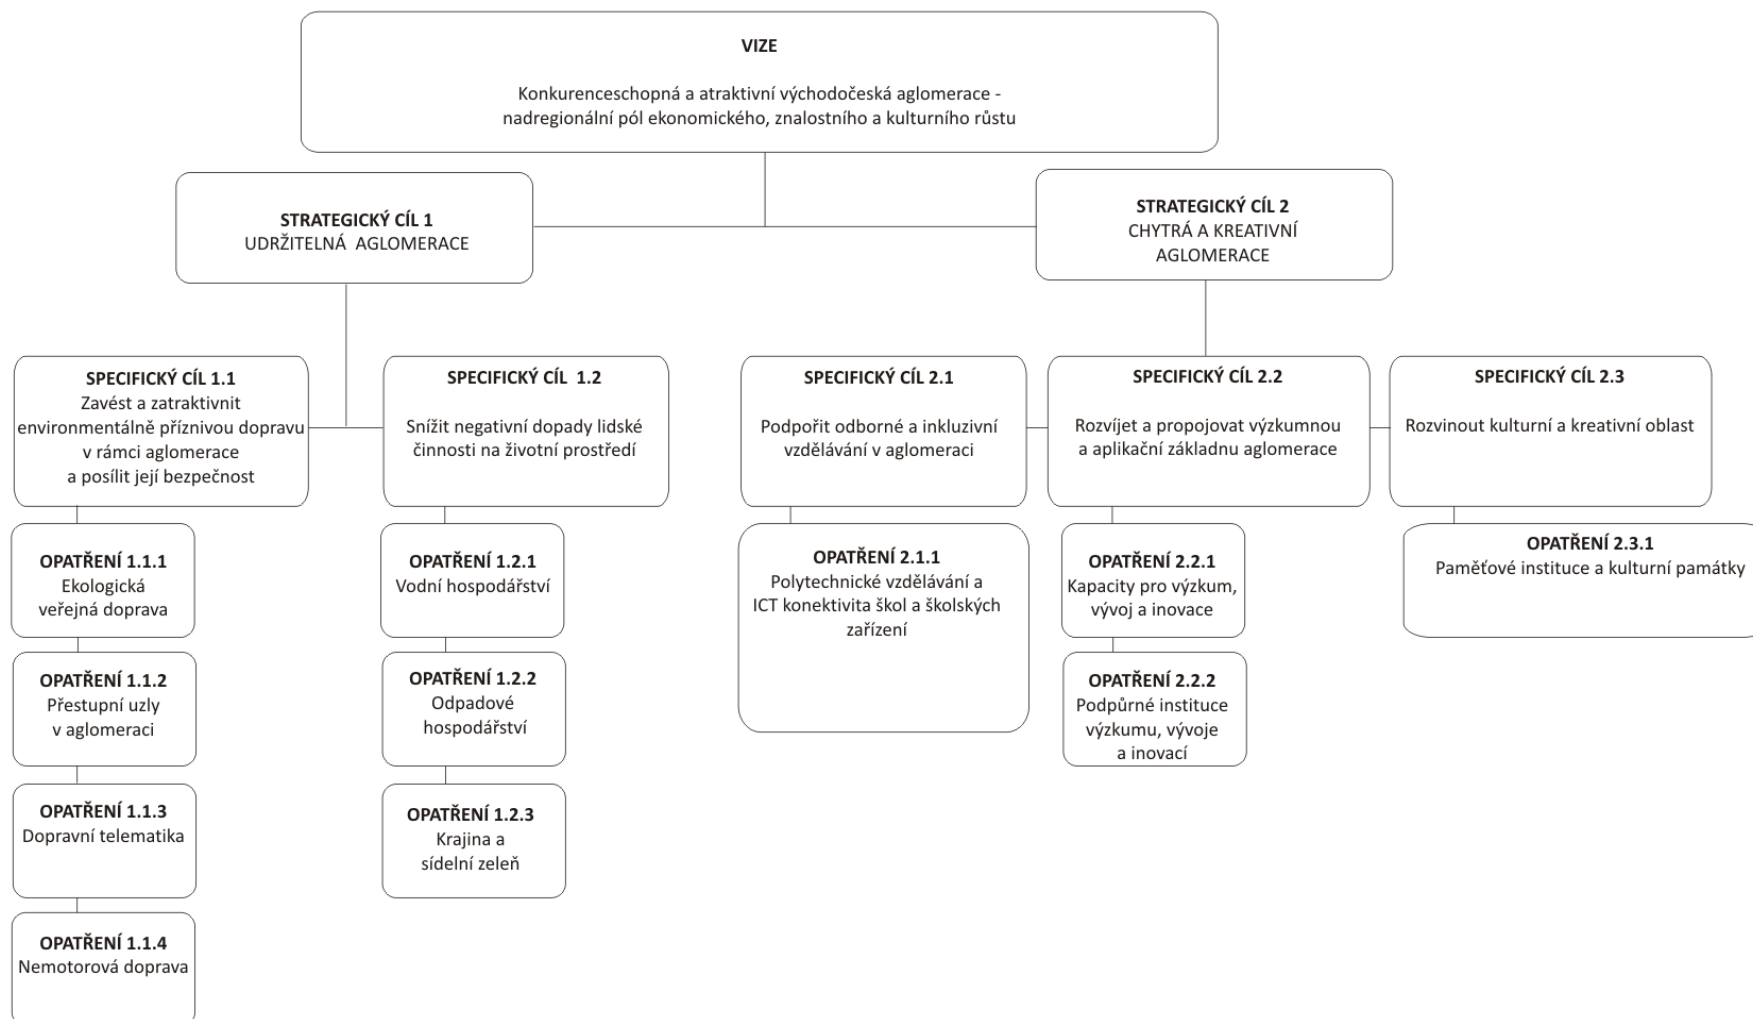 VIZE
Konkurenceschopná a atraktivní východočeská aglomerace -
nadregionální pól ekonomického, znalostního a kulturního růstu
STRATEGICKÝ CÍL 1
UDRŽITELNÁ AGLOMERACE
STRATEGICKÝ CÍL 2
CHYTRÁ A KREATIVNÍ
AGLOMERACE
SPECIFICKÝ CÍL 1.1
Zavést a zatraktivnit
environmentálně příznivou dopravu
v rámci aglomerace
a posílit její bezpečnost
SPECIFICKÝ CÍL 1.2
Snížit negativní dopady lidské
činnosti na životní prostředí
SPECIFICKÝ CÍL 2.1
Podpořit odborné a inkluzivní
vzdělávání v aglomeraci
SPECIFICKÝ CÍL 2.2
Rozvíjet a propojovat výzkumnou
a aplikační základnu aglomerace
SPECIFICKÝ CÍL 2.3
Rozvinout kulturní a kreativní oblast
OPATŘENÍ 1.1.1
Ekologická
veřejná doprava
OPATŘENÍ 1.1.2
Přestupní uzly
v aglomeraci
OPATŘENÍ 1.1.3
Dopravní telematika
OPATŘENÍ 1.1.4
Nemotorová doprava
OPATŘENÍ 1.2.1
Vodní hospodářství
OPATŘENÍ 1.2.2
Odpadové
hospodářství
OPATŘENÍ 1.2.3
Krajina a
sídelní zeleň
OPATŘENÍ 2.1.1
Polytechnické vzdělávání a
ICT konektivita škol a školských
zařízení
OPATŘENÍ 2.2.1
Kapacity pro výzkum,
vývoj a inovace
OPATŘENÍ 2.2.2
Podpůrné instituce
výzkumu, vývoje
a inovací
OPATŘENÍ 2.3.1
Paměťové instituce a kulturní památky